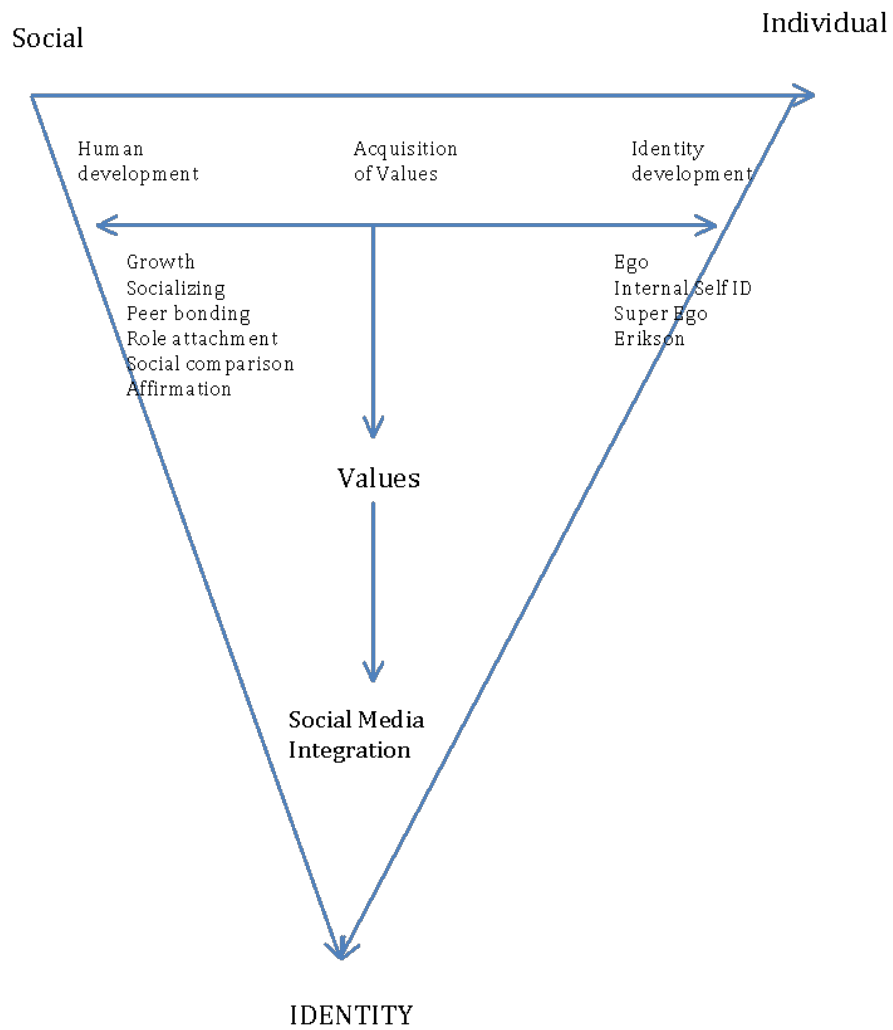 Social
Individual
Human
development
Acquisition
of Values
Identity
development
Growth
Socializing
Peer bonding
Role attachment
Social comparison
Affirmation
Ego
Internal Self ID
Super Ego
Erikson
Values
Social Media
Integration
IDENTITY